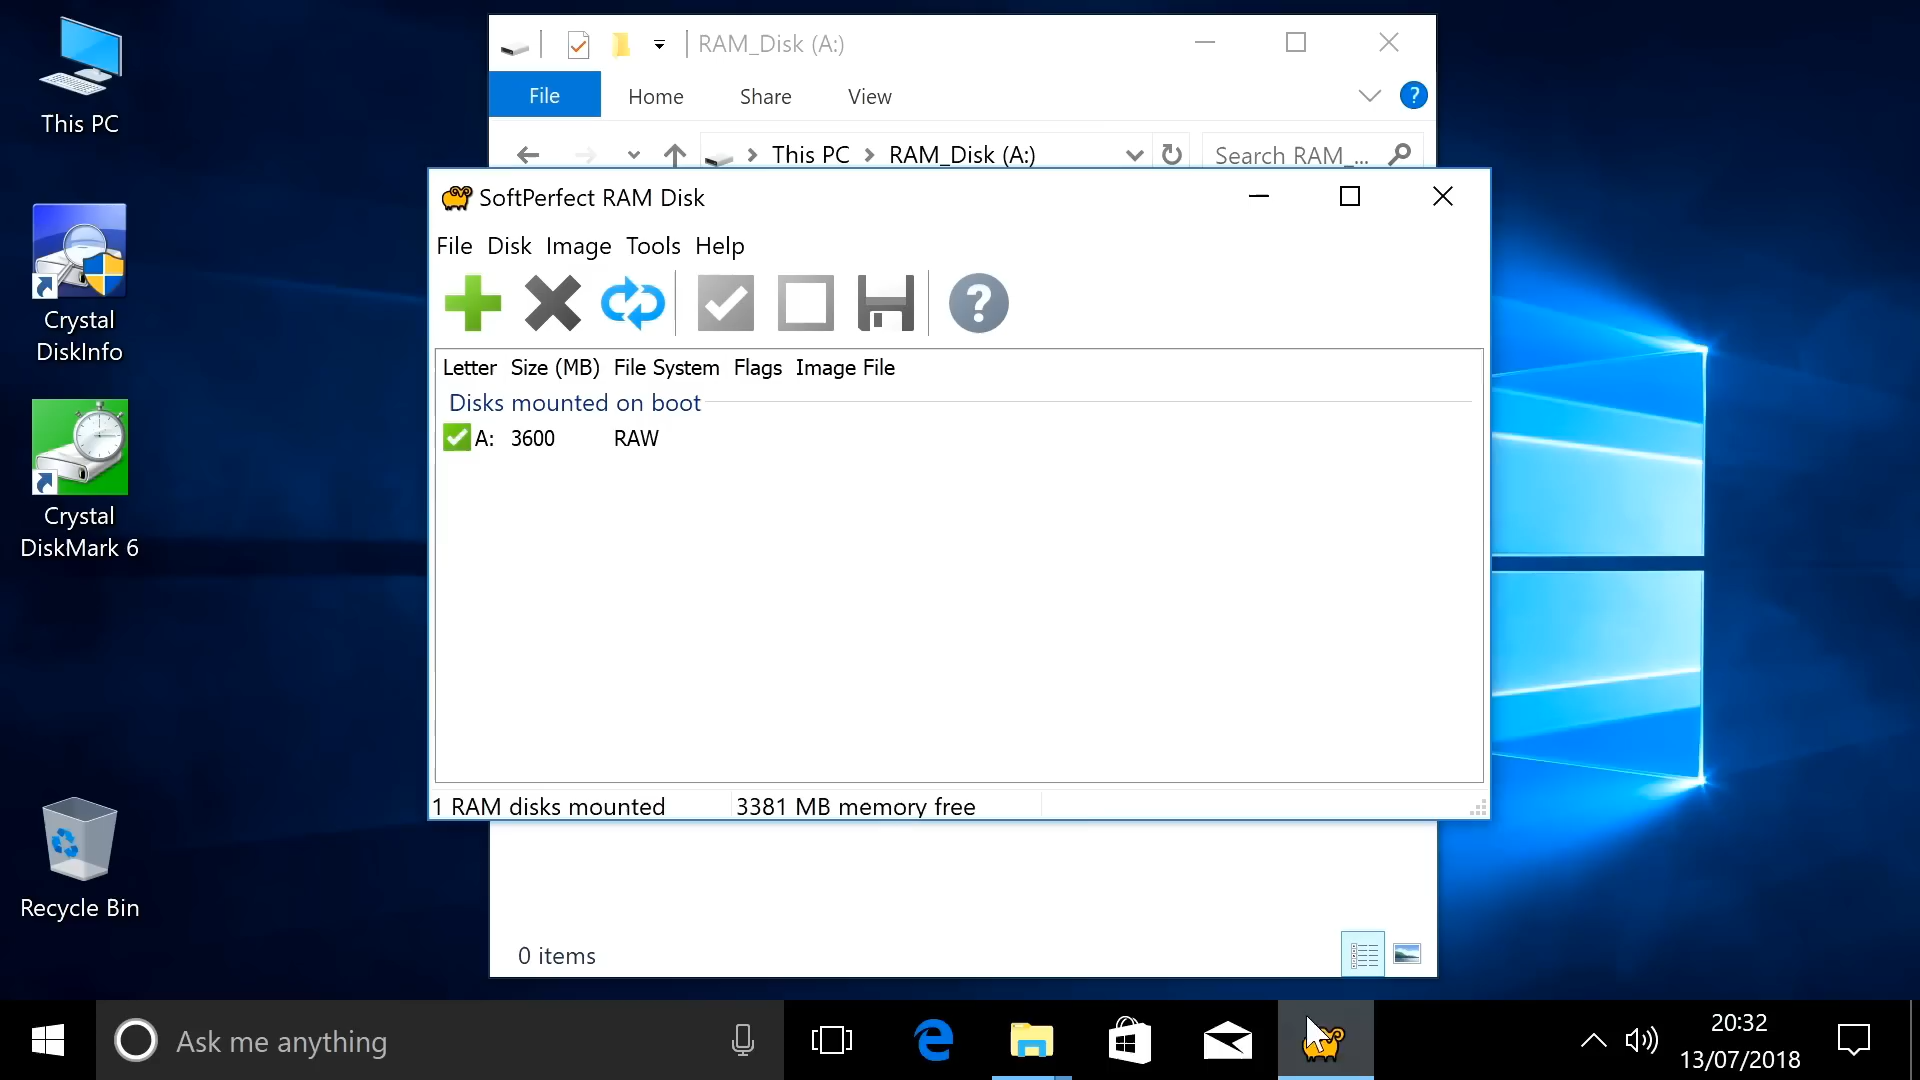 This PC
Crystal
DiskInfo
Crystal
DiskMark 6
Recycle Bin
RAM_Disk (A:)
File Home Share View
?
This PC RAM_Disk (A:)
Search RAM_...
SoftPerfect RAM Disk
File Disk Image Tools Help
?
Letter Size (MB) File System Flags Image File
Disks mounted on boot
A: 3600 RAW
1 RAM disks mounted 3381 MB memory free
0 items
Ask me anything
20:32
13/07/2018